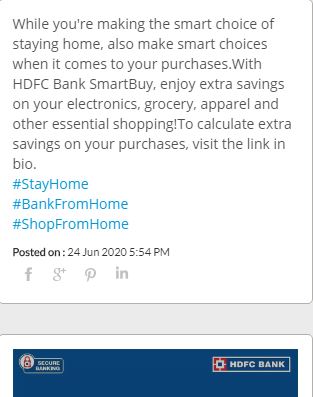 While you're making the smart choice of
staying home, also make smart choices
when it comes to your purchases.With
HDFC Bank SmartBuy, enjoy extra savings
on your electronics, grocery, apparel and
other essential shopping!To calculate extra
savings on your purchases, visit the link in
bio.
#StayHome
#BankFromHome
#ShopFromHome
Posted on : 24 Jun 2020 5:54 PM
f g+ p in
SECURE
BANKING
HDFC BANK